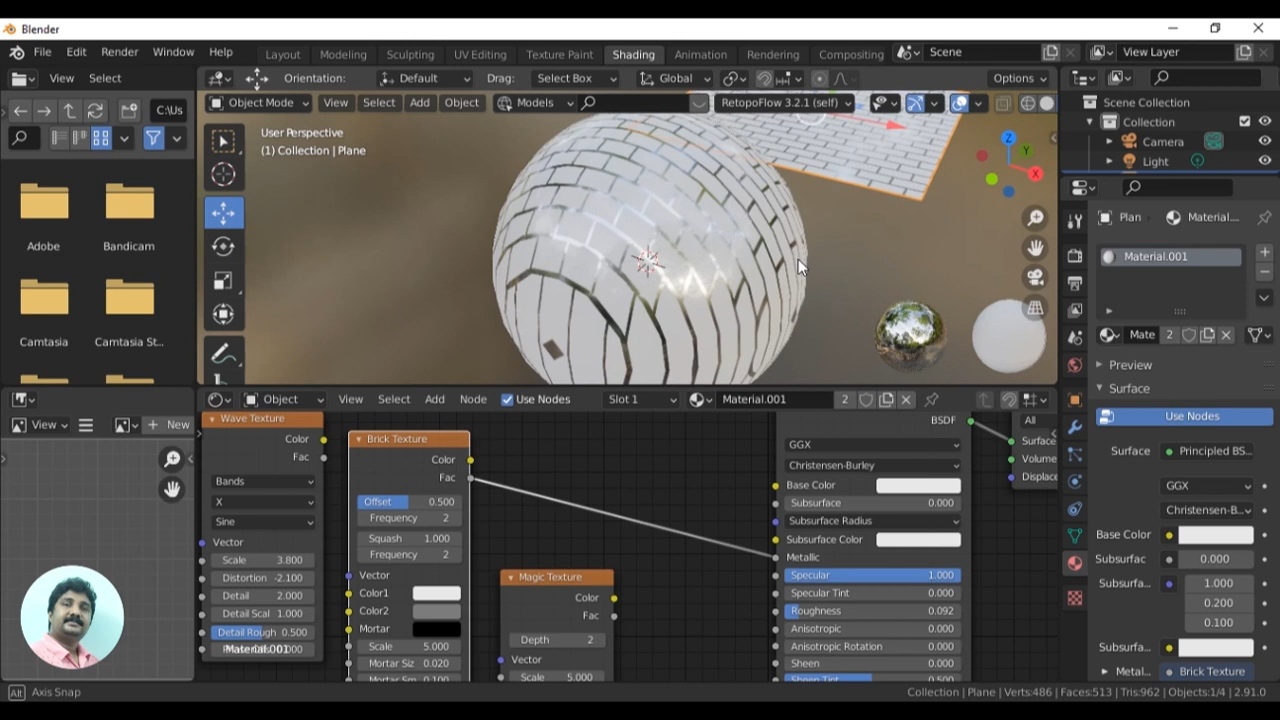 Blender
File Edit Render Window Help
Layout Modeling Sculpting UV Editing Texture Paint Shading Animation Rendering Compositing
Scene
View Layer
View Select
Orientation: Default Drag: Select Box Global Options
C:\Us
Object Mode View Select Add Object Models RetopoFlow 3.2.1 (self)
User Perspective
(1) Collection | Plane
Z
Y
X
Scene Collection
Collection
Camera
Light
Adobe Bandicam
Camtasia Camtasia St...
Plan Material...
Material.001
Mate 2
Preview
Surface
Use Nodes
Surface Principled BS...
GGX
Christensen-B...
Base Color
Subsurfac 0.000
Subsurfa... 1.000
0.200
0.100
Subsurfa...
Metal... Brick Texture
View New
Object View Select Add Node Use Nodes Slot 1 Material.001 2
Wave Texture
Color
Fac
Bands
X
Sine
Vector
Scale 3.800
Distortion -2.100
Detail 2.000
Detail Scal 1.000
Detail Rough 0.500
Material.001
Brick Texture
Color
Fac
Offset 0.500
Frequency 2
Squash 1.000
Frequency 2
Vector
Color1
Color2
Mortar
Scale 5.000
Mortar Siz 0.020
Mortar Sm 0.100
Magic Texture
Color
Fac
Depth 2
Vector
Scale 5.000
BSDF
GGX
Christensen-Burley
Base Color
Subsurface 0.000
Subsurface Radius
Subsurface Color
Metallic
Specular 1.000
Specular Tint 0.000
Roughness 0.092
Anisotropic 0.000
Anisotropic Rotation 0.000
Sheen 0.000
Sheen Tint 0.500
All
Surface
Volume
Displace
Alt Axis Snap
Collection | Plane | Verts:486 | Faces:513 | Tris:962 | Objects:1/4 | 2.91.0